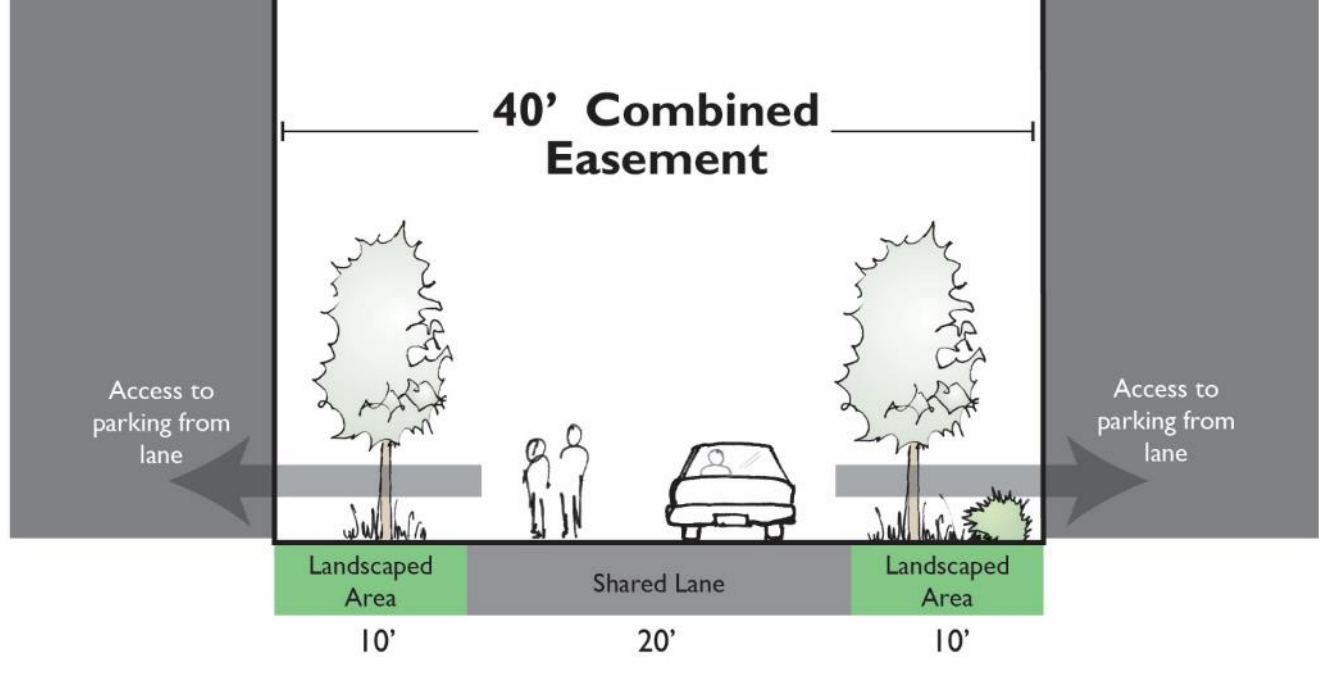 40’ Combined
Easement
Access to
parking from
lane
Access to
parking from
lane
Landscaped
Area
Shared Lane
Landscaped
Area
10’
20’
10’